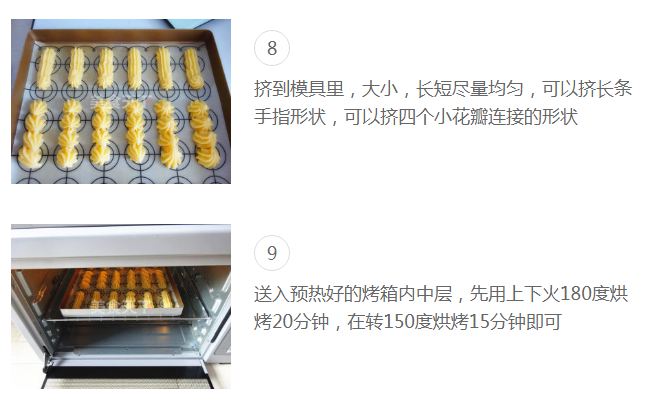 8
挤到模具里，大小，长短尽量均匀，可以挤长条
手指形状，可以挤四个小花瓣连接的形状
9
送入预热好的烤箱内中层，先用上下火180度烘
烤20分钟，在转150度烘烤15分钟即可